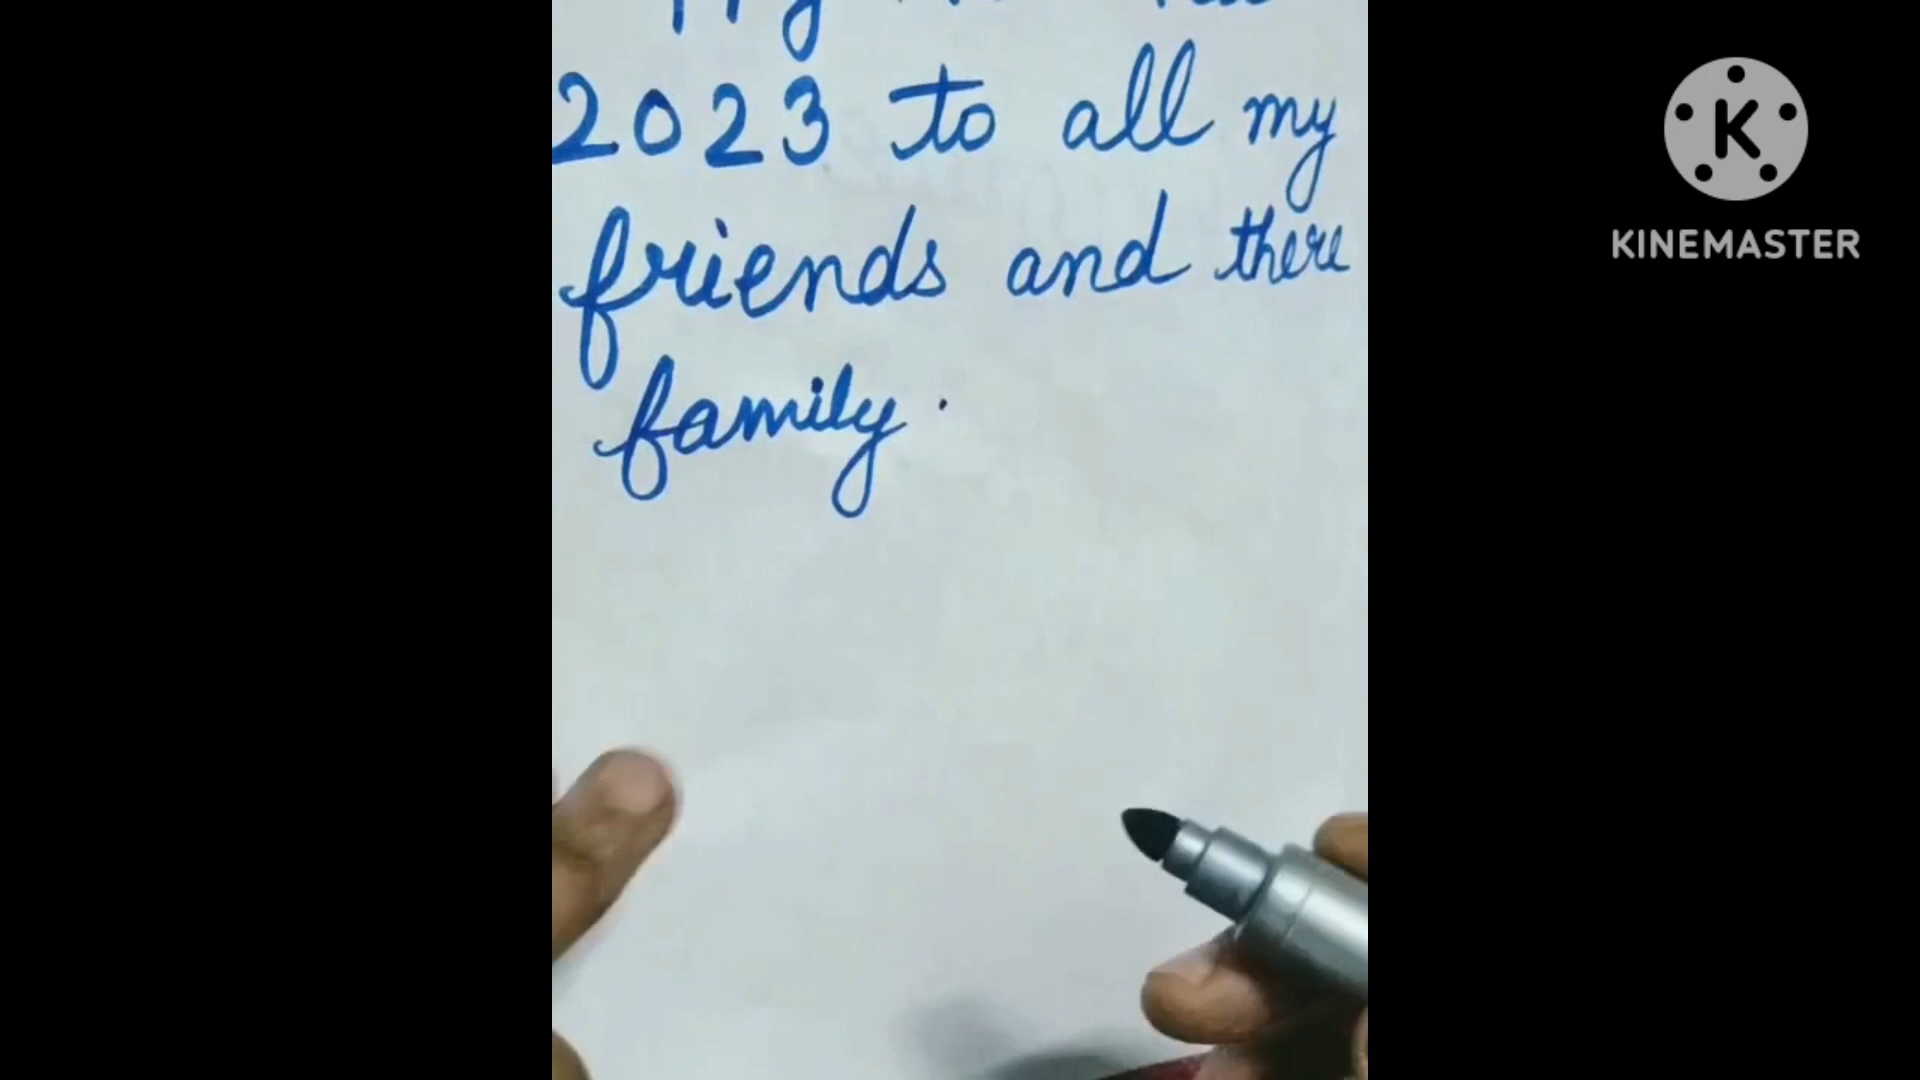 2023 to all my
friends and there
family.
K
KINEMASTER